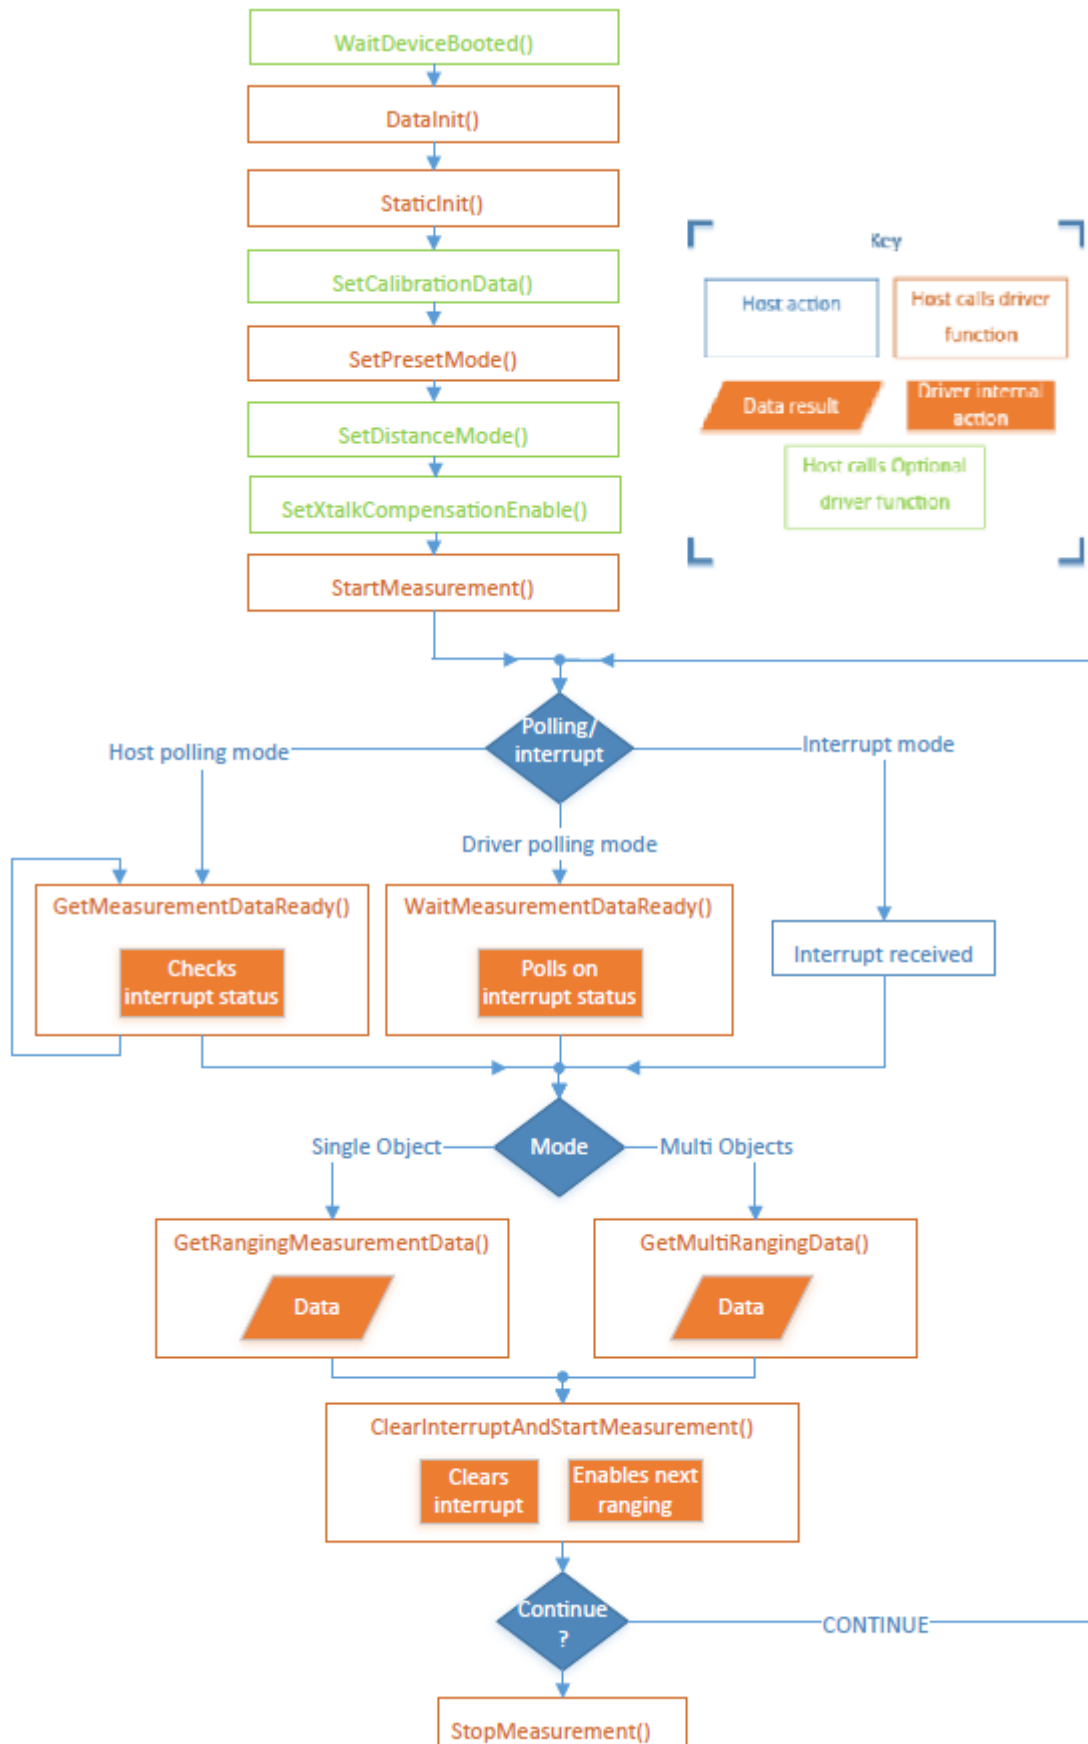 WaitDeviceBooted()
DataInit()
StaticInit()
SetCalibrationData()
SetPresetMode()
SetDistanceMode()
SetXtalkCompensationEnable()
StartMeasurement()
Key
Host action
Host calls driver
function
Data result
Driver internal
action
Host calls Optional
driver function
Polling/
interrupt
Host polling mode
Interrupt mode
Driver polling mode
GetMeasurementDataReady()
Checks
interrupt status
WaitMeasurementDataReady()
Polls on
interrupt status
Interrupt received
Mode
Single Object
Multi Objects
GetRangingMeasurementData()
Data
GetMultiRangingData()
Data
ClearInterruptAndStartMeasurement()
Clears
interrupt
Enables next
ranging
Continue
?
CONTINUE
StopMeasurement()